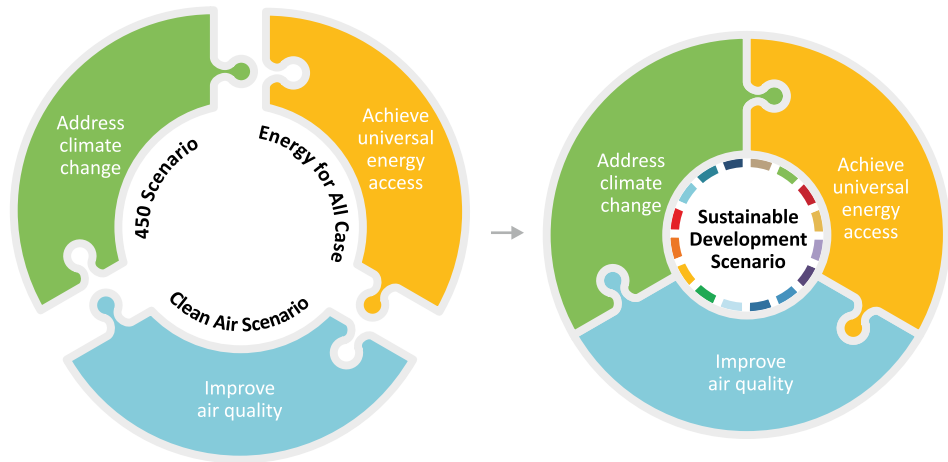 Address
climate
change
450 Scenario
Energy for All Case
Achieve
universal
energy
access
Clean Air Scenario
Improve
air quality
Address
climate
change
Sustainable
Development
Scenario
Achieve
universal
energy
access
Improve
air quality